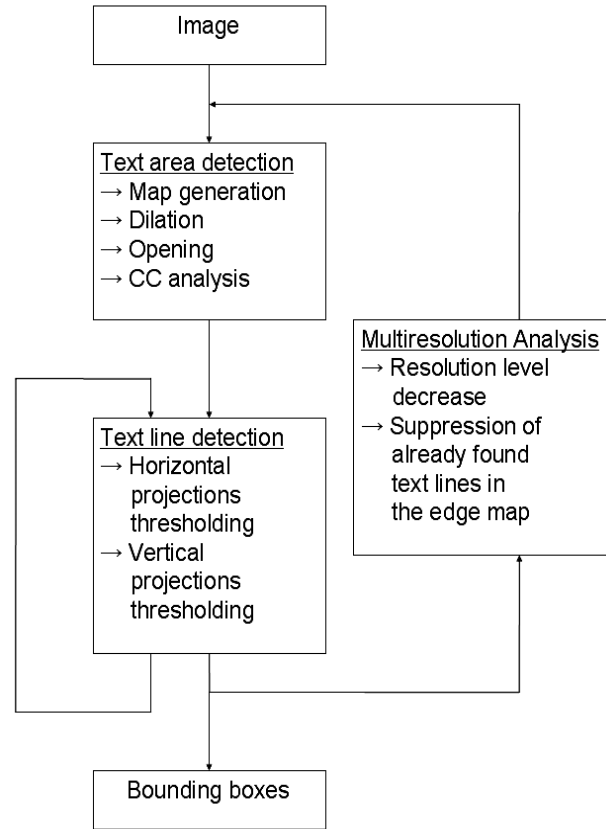 Image
Text area detection
→ Map generation
→ Dilation
→ Opening
→ CC analysis
Text line detection
→ Horizontal
projections
thresholding
→ Vertical
projections
thresholding
Multiresolution Analysis
→ Resolution level
decrease
→ Suppression of
already found
text lines in
the edge map
Bounding boxes